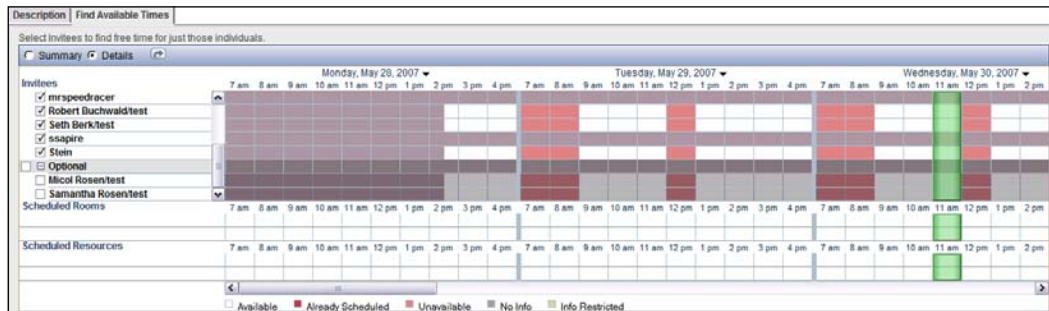 Description Find Available Times
Select Invitees to find free time for just those individuals.
Summary Details
Monday, May 28, 2007 Tuesday, May 29, 2007 Wednesday, May 30, 2007
Invitees 7 am 8 am 9 am 10 am 11 am 12 pm 1 pm 2 pm 3 pm 4 pm 7 am 8 am 9 am 10 am 11 am 12 pm 1 pm 2 pm 3 pm 4 pm 7 am 8 am 9 am 10 am 11 am 12 pm 1 pm 2 pm
mrspeedracer
Robert Buchwald/test
Seth Berk/test
ssapire
Stein
Optional
Micol Rosen/test
Samantha Rosen/test
Scheduled Rooms 7 am 8 am 9 am 10 am 11 am 12 pm 1 pm 2 pm 3 pm 4 pm 7 am 8 am 9 am 10 am 11 am 12 pm 1 pm 2 pm 3 pm 4 pm 7 am 8 am 9 am 10 am 11 am 12 pm 1 pm 2 pm
Scheduled Resources 7 am 8 am 9 am 10 am 11 am 12 pm 1 pm 2 pm 3 pm 4 pm 7 am 8 am 9 am 10 am 11 am 12 pm 1 pm 2 pm 3 pm 4 pm 7 am 8 am 9 am 10 am 11 am 12 pm 1 pm 2 pm
Available Already Scheduled Unavailable No Info Info Restricted